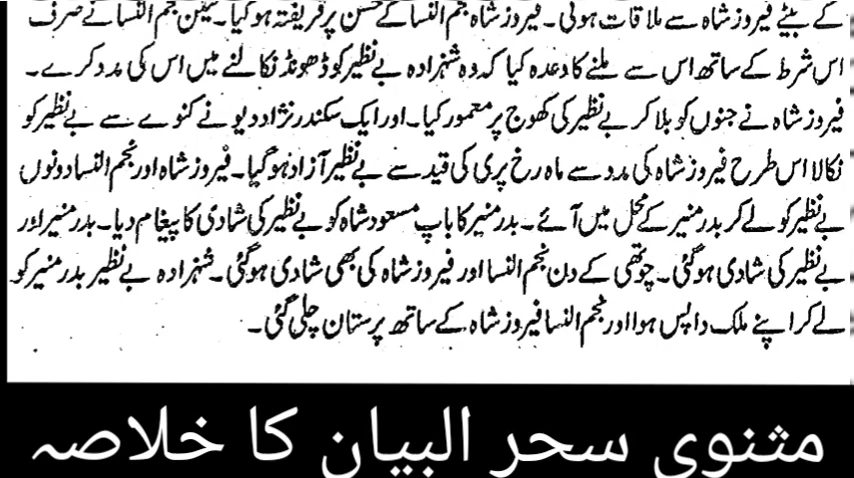 کے بیٹے فیروز شاہ سے ملاقات ہوئی۔ فیروز شاہ نجم النسا کے حسن پر فریفتہ ہو گیا۔ لیکن نجم النسا نے صرف
اس شرط کے ساتھ اس سے ملنے کا وعدہ کیا کہ وہ شہزادہ بے نظیر کو ڈھونڈ نکالنے میں اس کی مدد کرے۔
فیروز شاہ نے جنوں کو بلا کر بے نظیر کی کھوج پر معمور کیا۔ اور ایک سکندر نژاد دیو نے کنوے سے بے نظیر کو
نکالا اس طرح فیروز شاہ کی مدد سے ماہ رخ پری کی قید سے بے نظیر آزاد ہو گیا۔ فیروز شاہ اور نجم النسا دونوں
بے نظیر کو لے کر بدر منیر کے محل میں آئے۔ بدر منیر کا باپ مسعود شاہ کو بے نظیر کی شادی کا پیغام دیا۔ بدر منیر اور
بے نظیر کی شادی ہو گئی۔ چوتھی کے دن نجم النسا اور فیروز شاہ کی بھی شادی ہو گئی۔ شہزادہ بے نظیر بدر منیر کو
لے کر اپنے ملک واپس ہوا اور نجم النسا فیروز شاہ کے ساتھ پرستان چلی گئی۔
مثنوی سحر البیان کا خلاصہ